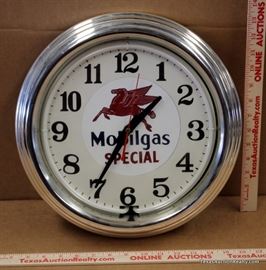 12
11
1
10
2
9
3
8
4
7
5
6
Mobilgas
SPECIAL
TexasAuctionRealty.com
ONLINE AUCTIONS
TexasAuctionRealty.com
ONLINE AUCTIONS